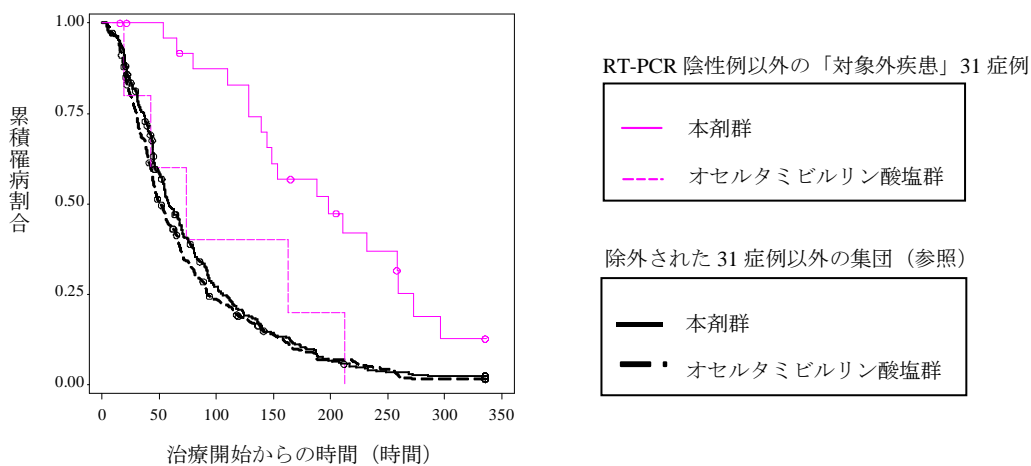 1.00
0.75
0.50
0.25
0.00
累積罹病割合
0 50 100 150 200 250 300 350
治療開始からの時間（時間）
RT-PCR 陰性例以外の「対象外疾患」31 症例
本剤群
オセルタミビルリン酸塩群
除外された 31 症例以外の集団（参照）
本剤群
オセルタミビルリン酸塩群